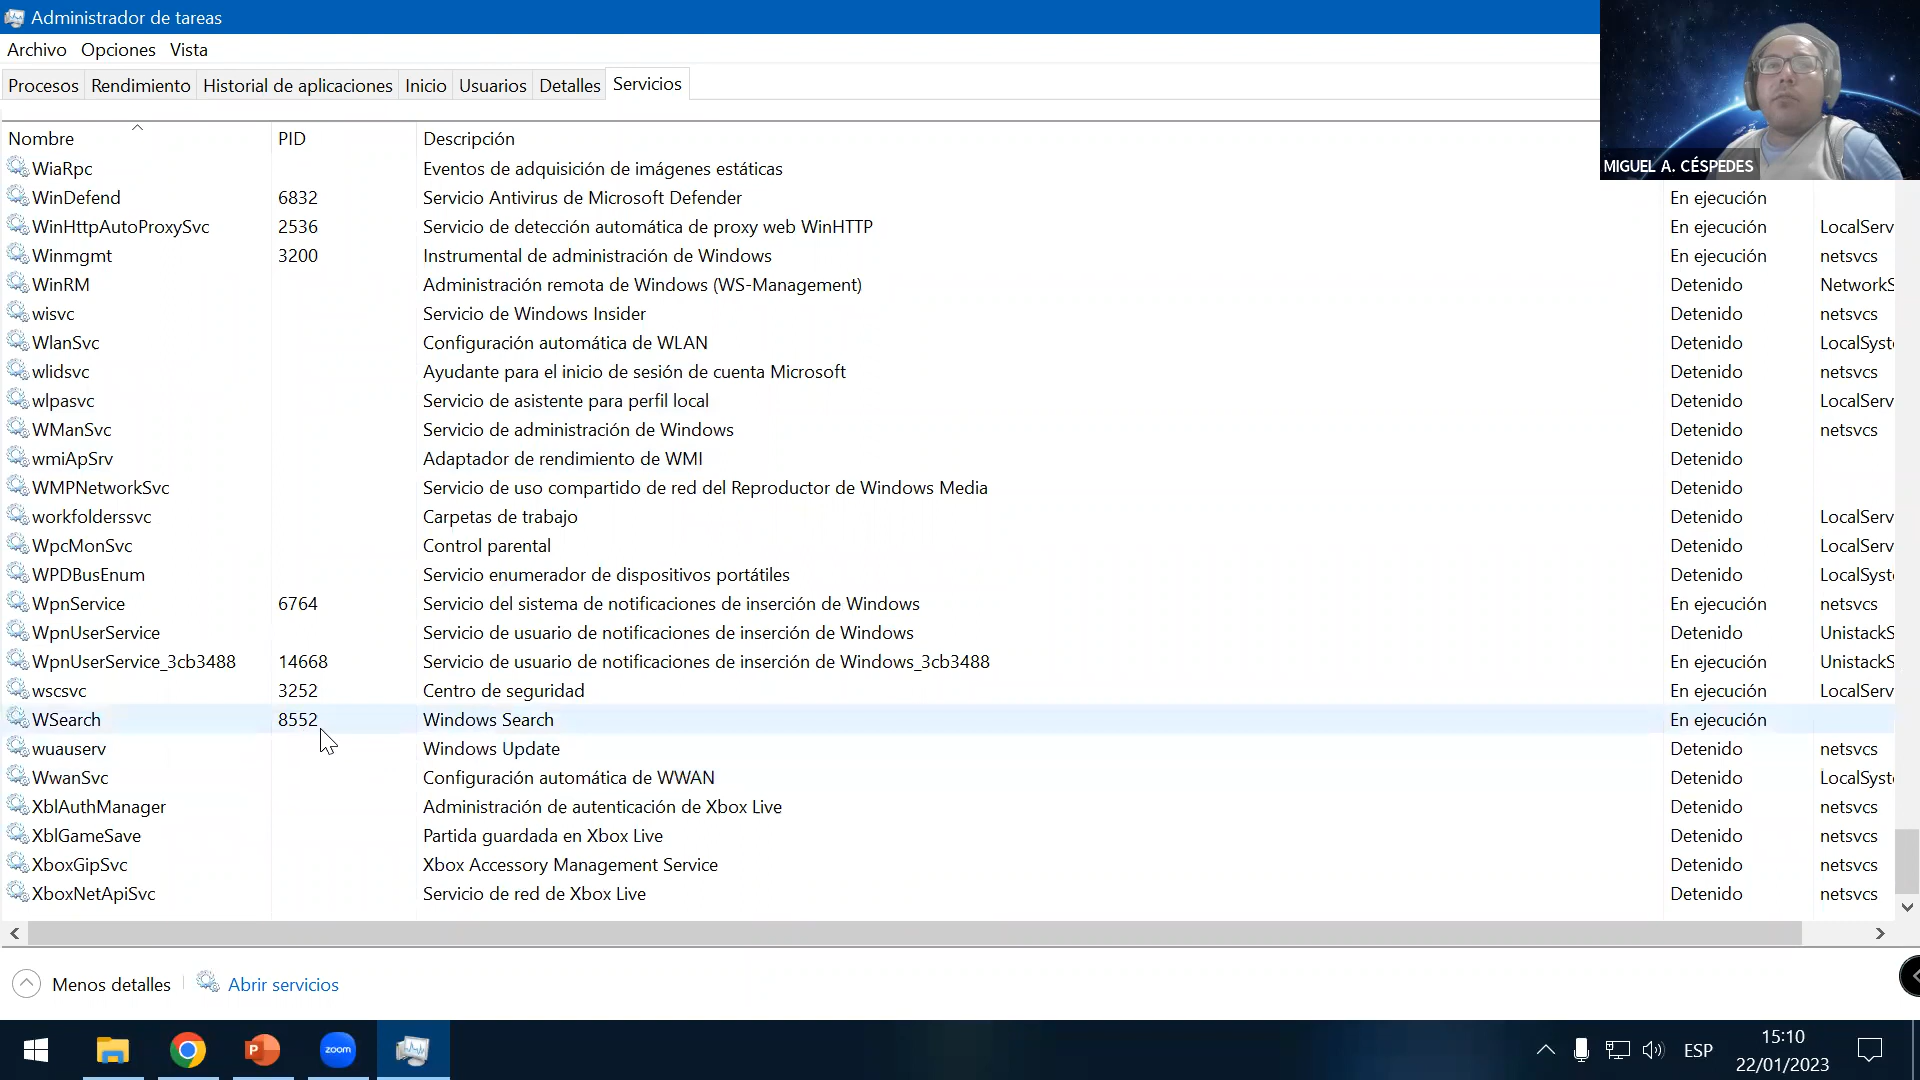 Administrador de tareas
Archivo Opciones Vista
Procesos Rendimiento Historial de aplicaciones Inicio Usuarios Detalles Servicios
MIGUEL A. CÉSPEDES
Nombre PID Descripción
WiaRpc Eventos de adquisición de imágenes estáticas
WinDefend 6832 Servicio Antivirus de Microsoft Defender En ejecución
WinHttpAutoProxySvc 2536 Servicio de detección automática de proxy web WinHTTP En ejecución LocalServ
Winmgmt 3200 Instrumental de administración de Windows En ejecución netsvcs
WinRM Administración remota de Windows (WS-Management) Detenido NetworkS
wisvc Servicio de Windows Insider Detenido netsvcs
WlanSvc Configuración automática de WLAN Detenido LocalSyst
wlidsvc Ayudante para el inicio de sesión de cuenta Microsoft Detenido netsvcs
wlpasvc Servicio de asistente para perfil local Detenido LocalServ
WManSvc Servicio de administración de Windows Detenido netsvcs
wmiApSrv Adaptador de rendimiento de WMI Detenido
WMPNetworkSvc Servicio de uso compartido de red del Reproductor de Windows Media Detenido
workfolderssvc Carpetas de trabajo Detenido LocalServ
WpcMonSvc Control parental Detenido LocalServ
WPDBusEnum Servicio enumerador de dispositivos portátiles Detenido LocalSyst
WpnService 6764 Servicio del sistema de notificaciones de inserción de Windows En ejecución netsvcs
WpnUserService Servicio de usuario de notificaciones de inserción de Windows Detenido UnistackS
WpnUserService_3cb3488 14668 Servicio de usuario de notificaciones de inserción de Windows_3cb3488 En ejecución UnistackS
wscsvc 3252 Centro de seguridad En ejecución LocalServ
WSearch 8552 Windows Search En ejecución
wuauserv Windows Update Detenido netsvcs
WwanSvc Configuración automática de WWAN Detenido LocalSyst
XblAuthManager Administración de autenticación de Xbox Live Detenido netsvcs
XblGameSave Partida guardada en Xbox Live Detenido netsvcs
XboxGipSvc Xbox Accessory Management Service Detenido netsvcs
XboxNetApiSvc Servicio de red de Xbox Live Detenido netsvcs
Menos detalles Abrir servicios
P zoom ESP 15:10
22/01/2023